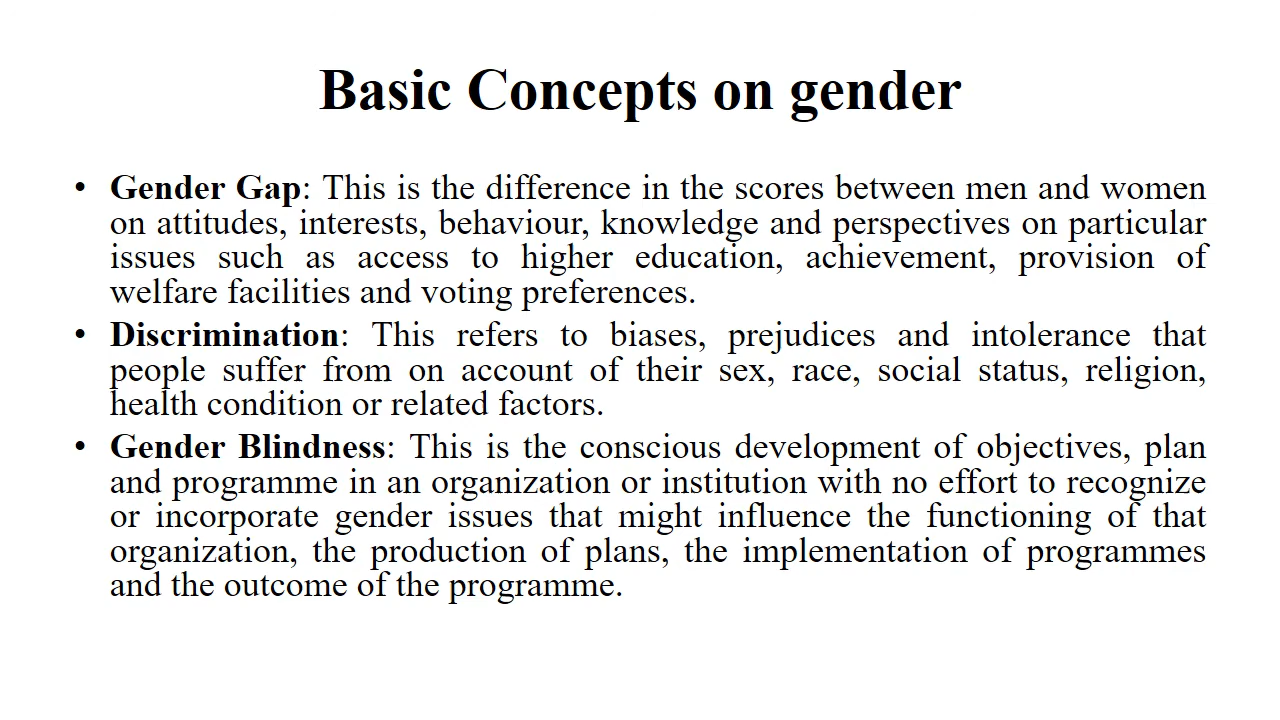 Basic Concepts on gender
• Gender Gap: This is the difference in the scores between men and women
on attitudes, interests, behaviour, knowledge and perspectives on particular
issues such as access to higher education, achievement, provision of
welfare facilities and voting preferences.
• Discrimination: This refers to biases, prejudices and intolerance that
people suffer from on account of their sex, race, social status, religion,
health condition or related factors.
• Gender Blindness: This is the conscious development of objectives, plan
and programme in an organization or institution with no effort to recognize
or incorporate gender issues that might influence the functioning of that
organization, the production of plans, the implementation of programmes
and the outcome of the programme.